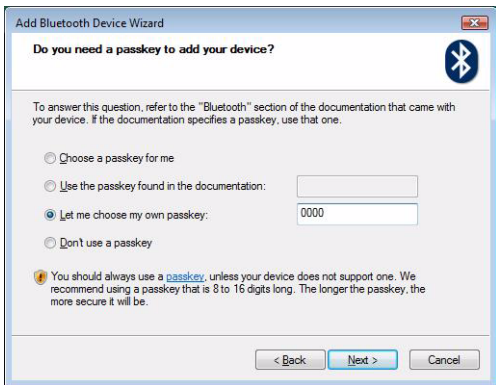 Add Bluetooth Device Wizard
Do you need a passkey to add your device?
To answer this question, refer to the "Bluetooth" section of the documentation that came with
your device. If the documentation specifies a passkey, use that one.
Choose a passkey for me
Use the passkey found in the documentation:
Let me choose my own passkey: 0000
Don't use a passkey
You should always use a passkey, unless your device does not support one. We
recommend using a passkey that is 8 to 16 digits long. The longer the passkey, the
more secure it will be.
< Back Next > Cancel